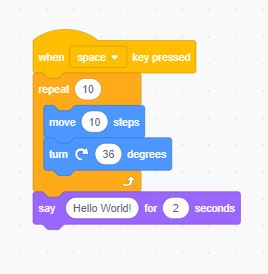 when space key pressed
repeat 10
move 10 steps
turn 36 degrees
say Hello World! for 2 seconds